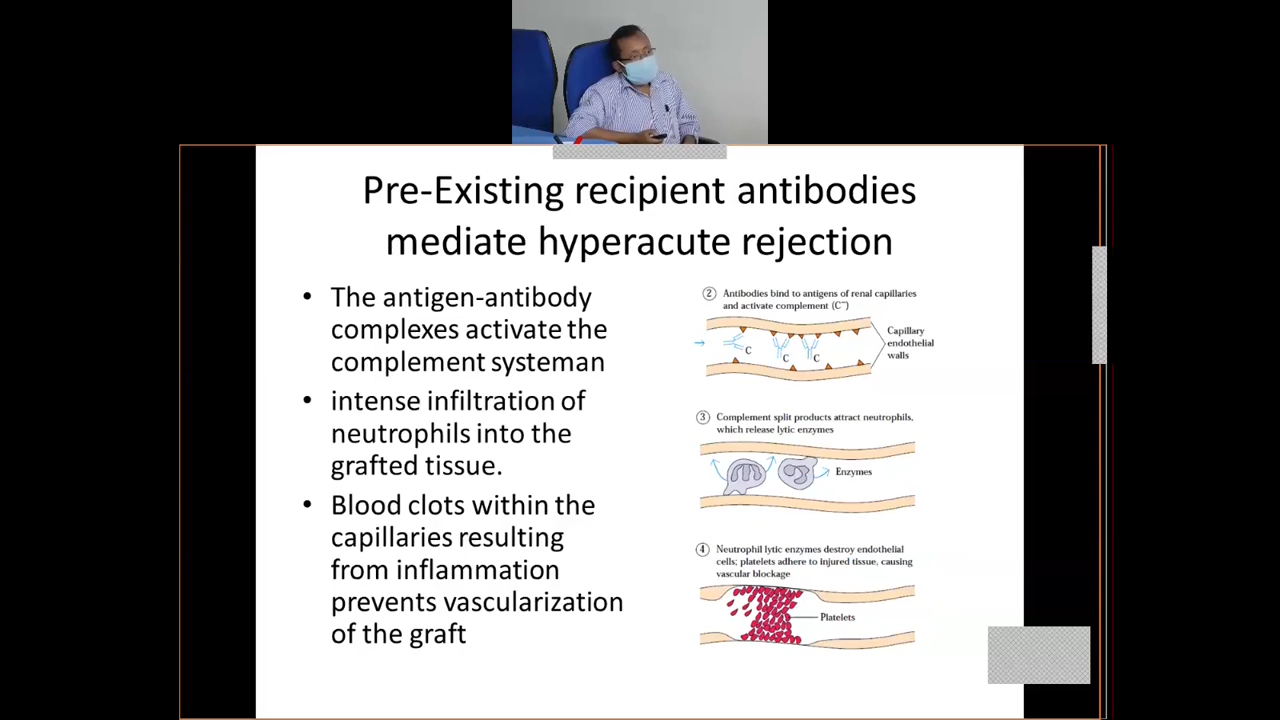 Pre-Existing recipient antibodies
mediate hyperacute rejection
• The antigen-antibody
complexes activate the
complement systeman
• intense infiltration of
neutrophils into the
grafted tissue.
• Blood clots within the
capillaries resulting
from inflammation
prevents vascularization
of the graft
② Antibodies bind to antigens of renal capillaries
and activate complement (C⁻)
C
C
C
Capillary
endothelial
walls
③ Complement split products attract neutrophils,
which release lytic enzymes
Enzymes
④ Neutrophil lytic enzymes destroy endothelial
cells; platelets adhere to injured tissue, causing
vascular blockage
Platelets